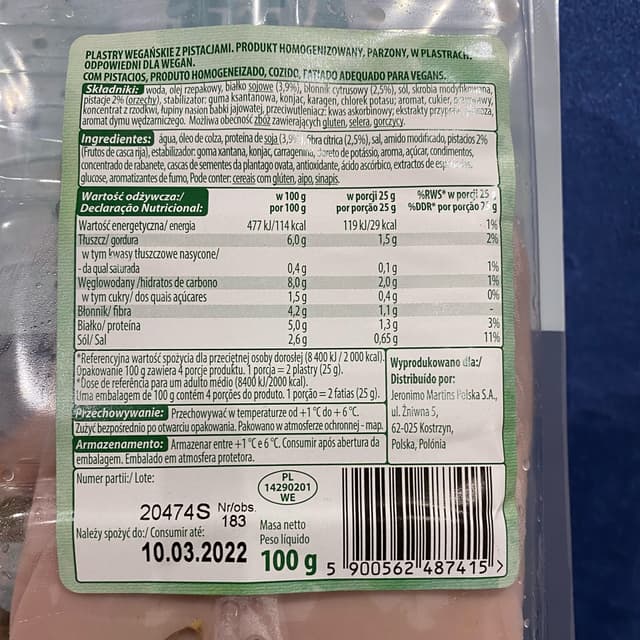 PLASTRY WEGAŃSKIE Z PISTACJAMI. PRODUKT HOMOGENIZOWANY, PARZONY, W PLASTRACH.
ODPOWIEDNI DLA WEGAN.
COM PISTACIOS, PRODUTO HOMOGENEIZADO, COZIDO, FATIADO ADEQUADO PARA VEGANS.
Składniki: woda, olej rzepakowy, białko sojowe (3,9%), błonnik cytrusowy (2,5%), sól, skrobia modyfikowana,
pistacje 2% (orzechy), stabilizator: guma ksantanowa, konjac, karagen, chlorek potasu; aromat, cukier,
koncentrat z rzodkwi, łupiny nasion babki jajowatej, przeciwutleniacz: kwas askorbinowy; ekstrakty
aromat dymu wędzarniczego. Możliwa obecność zbóż zawierających gluten, selera, gorczycy.
Ingredientes: água, óleo de colza, proteína de soja (3,9%), fibra cítrica (2,5%), sal, amido modificado, pistácios 2%
(Frutos de casca rija), estabilizador: goma xantana, konjac, carragenina, cloreto de potássio, aroma, açúcar, condimentos,
concentrado de rabanete, cascas de sementes da plantago ovata, antioxidante, ácido ascórbico, extractos de
glucose, aromatizantes de fumo, Pode conter: cereais com glúten, aipo, sinapis.
Wartość odżywcza:/ w 100 g w porcji 25 g %RWS* w porcji 25 g
Declaração Nutricional: por 100 g por porção 25 g %DDR* por porção 25 g
Wartość energetyczna/ energia 477 kJ/114 kcal 119 kJ/29 kcal 1%
Tłuszcz/ gordura 6,0 g 1,5 g 2%
w tym kwasy tłuszczowe nasycone/
- da qual saturada 0,4 g 0,1 g 1%
Węglowodany /hidratos de carbono 8,0 g 2,0 g 1%
w tym cukry/ dos quais açúcares 1,5 g 0,4 g 0%
Błonnik/ fibra 4,2 g 1,1 g -
Białko/ proteína 5,0 g 1,3 g 3%
Sól/ Sal 2,6 g 0,65 g 11%
*Referencyjna wartość spożycia dla przeciętnej osoby dorosłej (8 400 kJ / 2 000 kcal).
Opakowanie 100 g zawiera 4 porcje produktu. 1 porcja = 2 plastry (25 g).
*Dose de referência para um adulto médio (8400 kJ/2000 kcal).
Uma embalagem de 100 g contém 4 porções do produto. 1 porção = 2 fatias (25 g).
Wyprodukowano dla:/
Distribuído por:
Jeronimo Martins Polska S.A.,
ul. Żniwna 5,
62-025 Kostrzyn,
Polska, Polónia
Przechowywanie: Przechowywać w temperaturze od +1 °C do + 6 °C.
Zużyć bezpośrednio po otwarciu opakowania. Pakowano w atmosferze ochronnej - map.
Armazenamento: Armazenar entre +1 °C e 6 °C. Consumir após abertura da
embalagem. Embalado em atmosfera protetora.
Numer partii:/ Lote:
20474S Nr/obs.
183
Należy spożyć do:/ Consumir até:
10.03.2022
PL
14290201
WE
Masa netto
Peso líquido
100 g
5 900562 487415 >